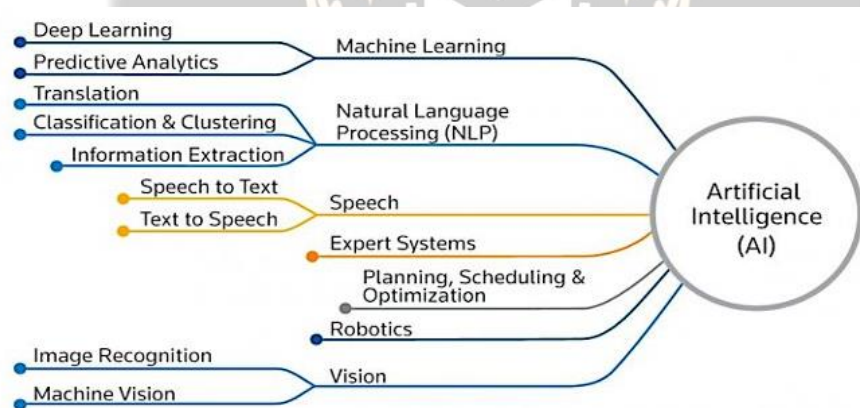 Deep Learning
Machine Learning
Predictive Analytics
Translation
Natural Language
Processing (NLP)
Classification & Clustering
Information Extraction
Speech to Text
Speech
Text to Speech
Expert Systems
Planning, Scheduling &
Optimization
Robotics
Image Recognition
Vision
Machine Vision
Artificial
Intelligence
(AI)